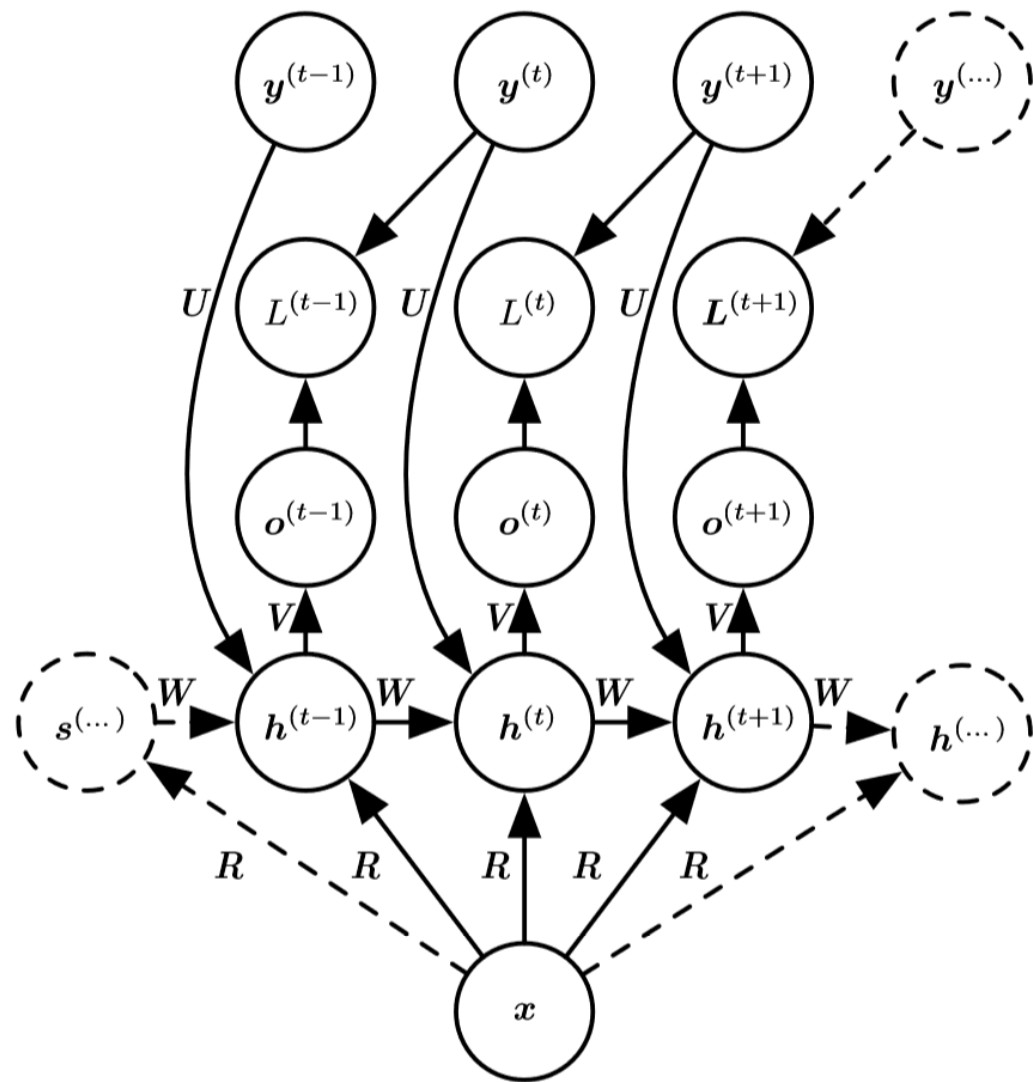 y^(t−1) y^(t) y^(t+1) y^(...)
U L^(t−1) U L^(t) U L^(t+1)
o^(t−1) o^(t) o^(t+1)
V V V
W W W W
s^(...) h^(t−1) h^(t) h^(t+1) h^(...)
R R R R R
x